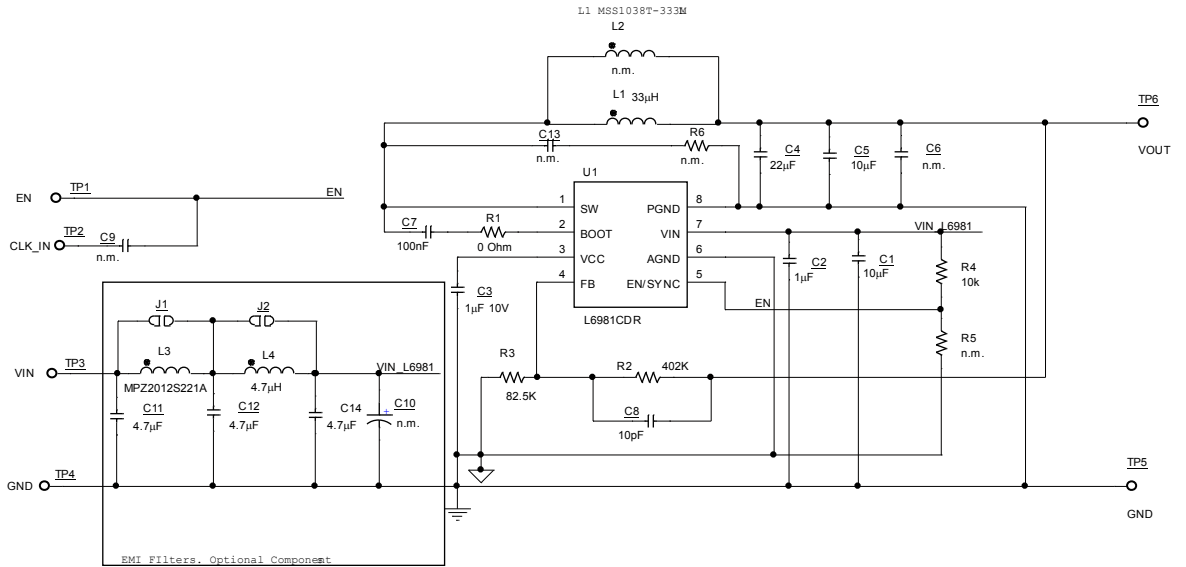 L1 MSS1038T-333M
L2
n.m.
L1 33µH
TP6
VOUT
C13
n.m.
R6
n.m.
C4
22µF
C5
10µF
C6
n.m.
U1
EN
TP1
EN
TP2
CLK_IN
C9
n.m.
1
SW
PGND
8
2
BOOT
VIN
7
3
VCC
AGND
6
4
FB
EN/SYNC
5
L6981CDR
C7
100nF
R1
0 Ohm
VIN_L6981
C2
1µF
C1
10µF
R4
10k
C3
1µF 10V
EN
R5
n.m.
J1
J2
L3
L4
VIN
TP3
MPZ2012S221A
4.7µH
VIN_L6981
R3
82.5K
R2
402K
C8
10pF
C11
4.7µF
C12
4.7µF
C14
4.7µF
+
C10
n.m.
GND
TP4
TP5
GND
EMI FIlters. Optional Components